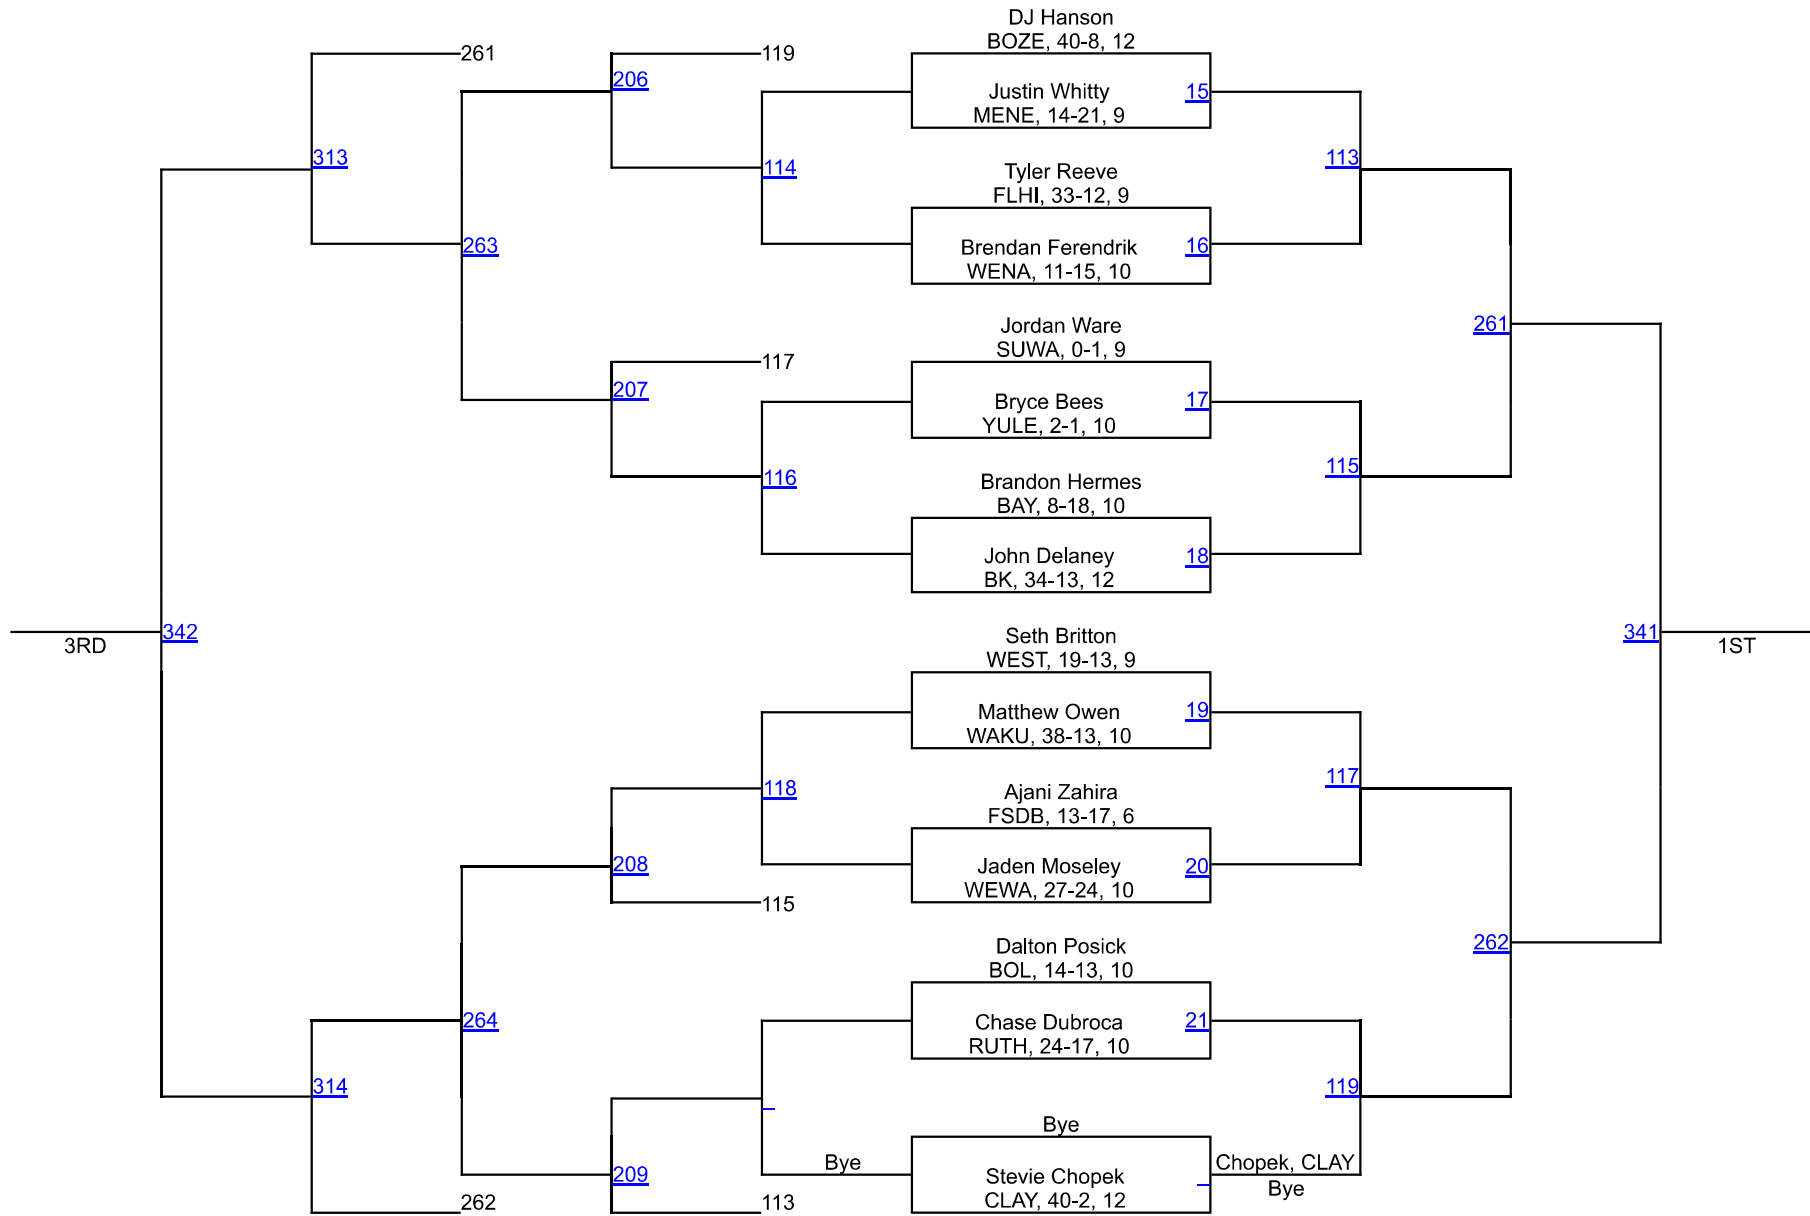 DJ Hanson
261
119
BOZE, 40-8, 12
206
Justin Whitty
15
MENE, 14-21, 9
313
114
Tyler Reeve
113
FLHI, 33-12, 9
263
Brendan Ferendrik
16
WENA, 11-15, 10
Jordan Ware
261
SUWA, 0-1, 9
117
207
Bryce Bees
17
YULE, 2-1, 10
116
Brandon Hermes
115
BAY, 8-18, 10
John Delaney
18
BK, 34-13, 12
3RD
342
Seth Britton
341
1ST
WEST, 19-13, 9
Matthew Owen
19
WAKU, 38-13, 10
118
Ajani Zahira
117
FSDB, 13-17, 6
208
Jaden Moseley
20
WEWA, 27-24, 10
115
Dalton Posick
262
BOL, 14-13, 10
264
Chase Dubroca
21
RUTH, 24-17, 10
314
119
Bye
Bye
Stevie Chopek
Chopek, CLAY
209
Bye
262
113
CLAY, 40-2, 12